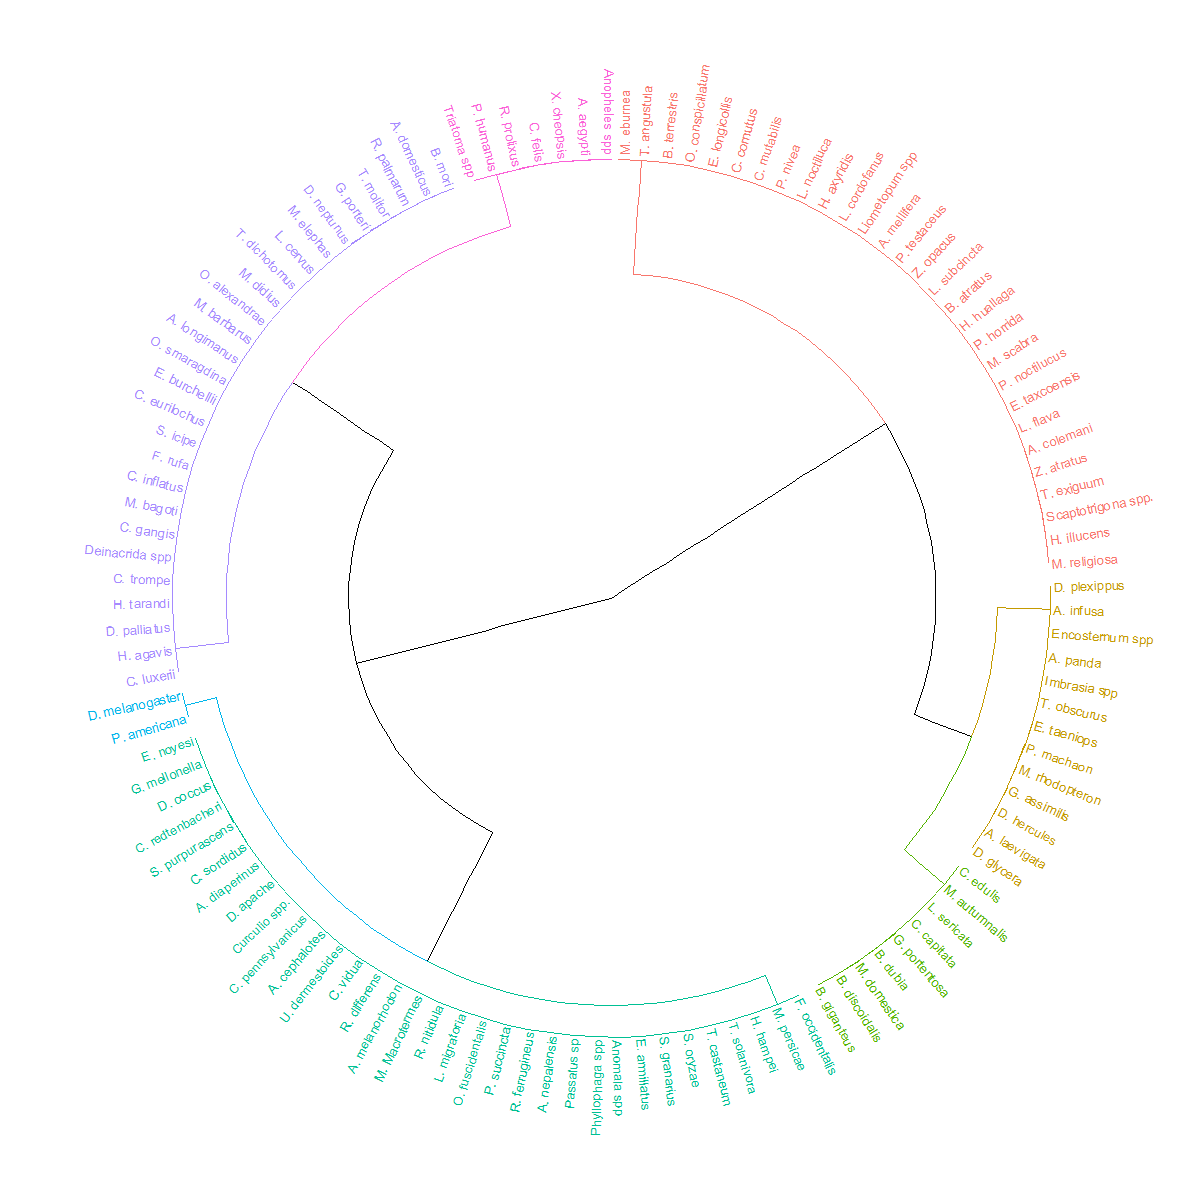 Anopheles spp
M. eburnea
T. angustula
B. terrestris
O. conspicillatum
E. longicollis
C. cornutus
C. mutabilis
P. nivea
L. noctiluca
H. axyridis
L. cordofanus
Liometopum spp
A. mellifera
P. testaceus
Z. opacus
L. subcincta
B. atratus
H. huallaga
P. horrida
M. scabra
P. noctilucus
E. taxcoensis
L. flava
A. colemani
Z. atratus
T. exiguum
Scaptotrigona spp.
H. illucens
M. religiosa
D. plexippus
A. infusa
Encosternum spp
A. panda
Imbrasia spp
T. obscurus
E. taeniops
P. machaon
M. rhodopteron
G. assimilis
D. hercules
A. laevigata
D. glycera
C. edulis
M. autumnalis
L. sericata
C. capitata
G. portentosa
B. dubia
M. domestica
B. discoidalis
B. giganteus
F. occidentalis
M. persicae
H. hampei
T. solanivora
T. castaneum
S. oryzae
S. granarius
E. armillatus
Anomala spp
Phyllophaga spp
Passalus sp
A. nepalensis
R. ferrugineus
P. succincta
O. fuscidentalis
L. migratoria
R. nitidula
M. Macrotermes
A. melanorhodon
R. differens
C. vidua
U. dermestoides
A. cephalotes
C. pennsylvanicus
Curculio spp.
D. apache
A. diaperinus
C. sordidus
S. purpurascens
C. redtenbacheri
D. coccus
G. mellonella
E. noyesi
P. americana
D. melanogaster
C. luxerii
H. agavis
D. palliatus
H. tarandi
C. trompe
Deinacrida spp
C. gangis
M. bagoti
C. inflatus
F. rufa
S. icipe
C. eurilochus
E. burchellii
O. smaragdina
A. longimanus
M. barbarus
O. alexandrae
M. didius
T. dichotomus
L. cervus
M. elephas
D. neptunus
G. porteri
T. molitor
R. palmarum
A. domesticus
B. mori
Triatoma spp
P. humanus
R. prolixus
C. felis
X. cheopsis
A. aegypti